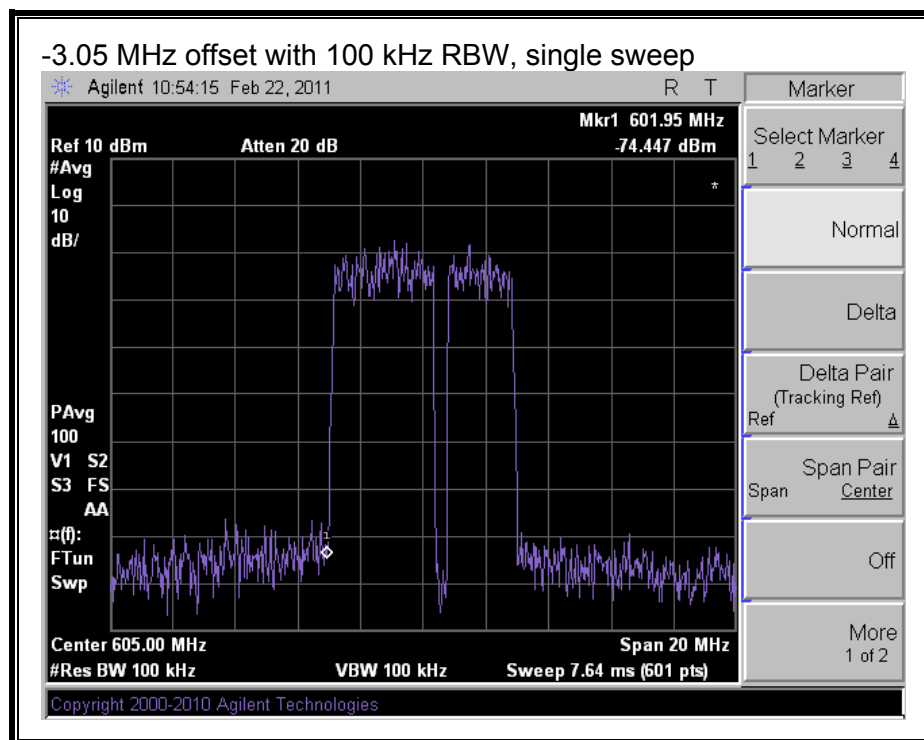 -3.05 MHz offset with 100 kHz RBW, single sweep
Agilent 10:54:15 Feb 22, 2011 R T
Marker
Mkr1 601.95 MHz
Ref 10 dBm Atten 20 dB -74.447 dBm
#Avg
Log
10
dB/
*
PAvg
100
V1 S2
S3 FS
AA
¤(f):
FTun
Swp
1
Center 605.00 MHz Span 20 MHz
#Res BW 100 kHz VBW 100 kHz Sweep 7.64 ms (601 pts)
Select Marker
1 2 3 4
Normal
Delta
Delta Pair
(Tracking Ref)
Ref Δ
Span Pair
Span Center
Off
More
1 of 2
Copyright 2000-2010 Agilent Technologies